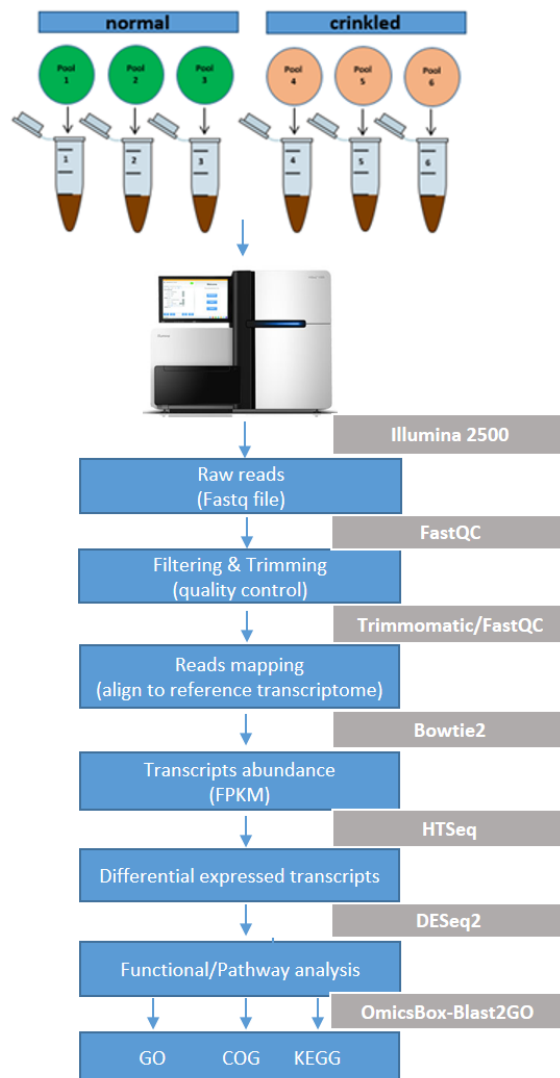 normal
crinkled
Pool
1
Pool
2
Pool
3
Pool
4
Pool
5
Pool
6
1
2
3
4
5
6
Illumina 2500
Raw reads
(Fastq file)
FastQC
Filtering & Trimming
(quality control)
Trimmomatic/FastQC
Reads mapping
(align to reference transcriptome)
Bowtie2
Transcripts abundance
(FPKM)
HTSeq
Differential expressed transcripts
DESeq2
Functional/Pathway analysis
OmicsBox-Blast2GO
GO COG KEGG